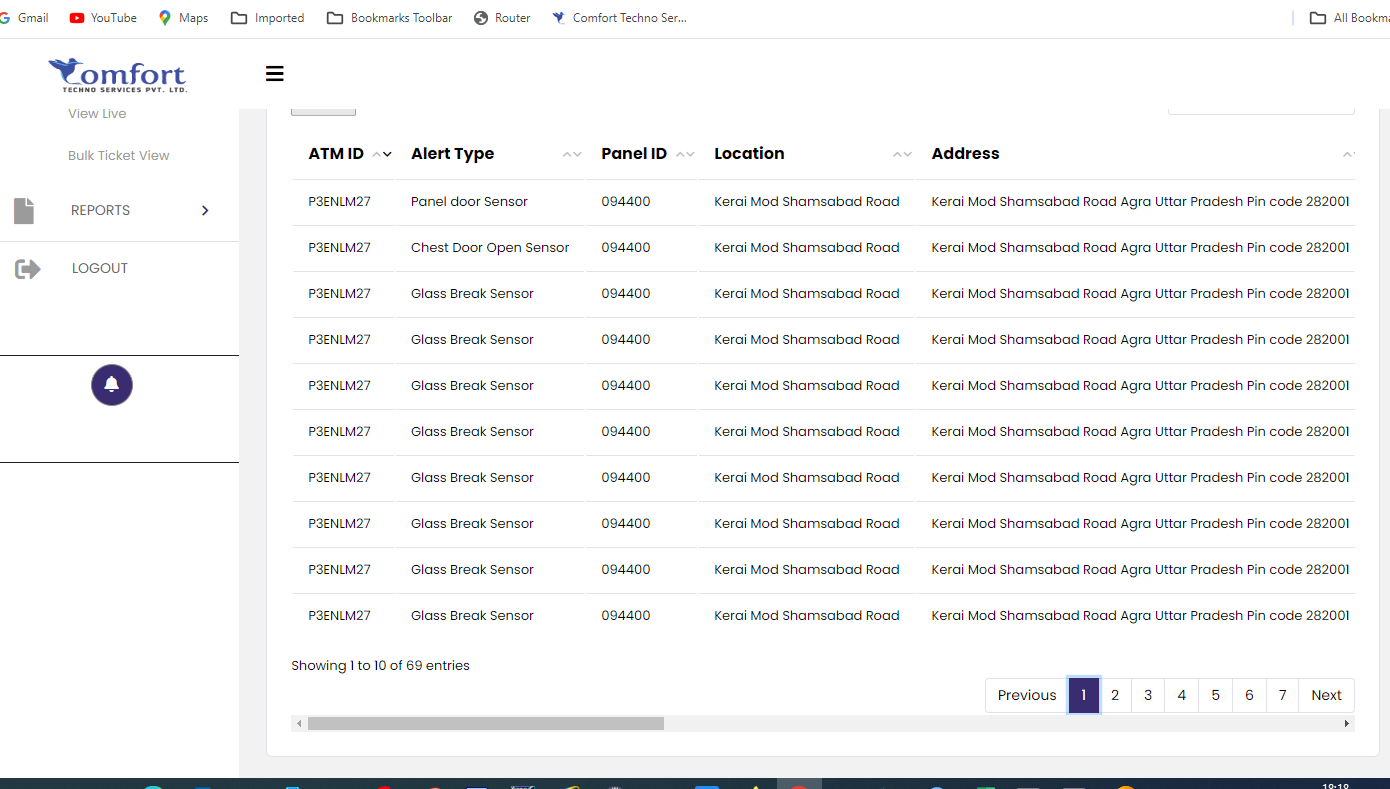 Gmail YouTube Maps Imported Bookmarks Toolbar Router Comfort Techno Ser... All Bookma
Comfort
TECHNO SERVICES PVT. LTD.
View Live
Bulk Ticket View
REPORTS
LOGOUT
ATM ID Alert Type Panel ID Location Address
P3ENLM27 Panel door Sensor 094400 Kerai Mod Shamsabad Road Kerai Mod Shamsabad Road Agra Uttar Pradesh Pin code 282001
P3ENLM27 Chest Door Open Sensor 094400 Kerai Mod Shamsabad Road Kerai Mod Shamsabad Road Agra Uttar Pradesh Pin code 282001
P3ENLM27 Glass Break Sensor 094400 Kerai Mod Shamsabad Road Kerai Mod Shamsabad Road Agra Uttar Pradesh Pin code 282001
P3ENLM27 Glass Break Sensor 094400 Kerai Mod Shamsabad Road Kerai Mod Shamsabad Road Agra Uttar Pradesh Pin code 282001
P3ENLM27 Glass Break Sensor 094400 Kerai Mod Shamsabad Road Kerai Mod Shamsabad Road Agra Uttar Pradesh Pin code 282001
P3ENLM27 Glass Break Sensor 094400 Kerai Mod Shamsabad Road Kerai Mod Shamsabad Road Agra Uttar Pradesh Pin code 282001
P3ENLM27 Glass Break Sensor 094400 Kerai Mod Shamsabad Road Kerai Mod Shamsabad Road Agra Uttar Pradesh Pin code 282001
P3ENLM27 Glass Break Sensor 094400 Kerai Mod Shamsabad Road Kerai Mod Shamsabad Road Agra Uttar Pradesh Pin code 282001
P3ENLM27 Glass Break Sensor 094400 Kerai Mod Shamsabad Road Kerai Mod Shamsabad Road Agra Uttar Pradesh Pin code 282001
P3ENLM27 Glass Break Sensor 094400 Kerai Mod Shamsabad Road Kerai Mod Shamsabad Road Agra Uttar Pradesh Pin code 282001
Showing 1 to 10 of 69 entries
Previous 1 2 3 4 5 6 7 Next